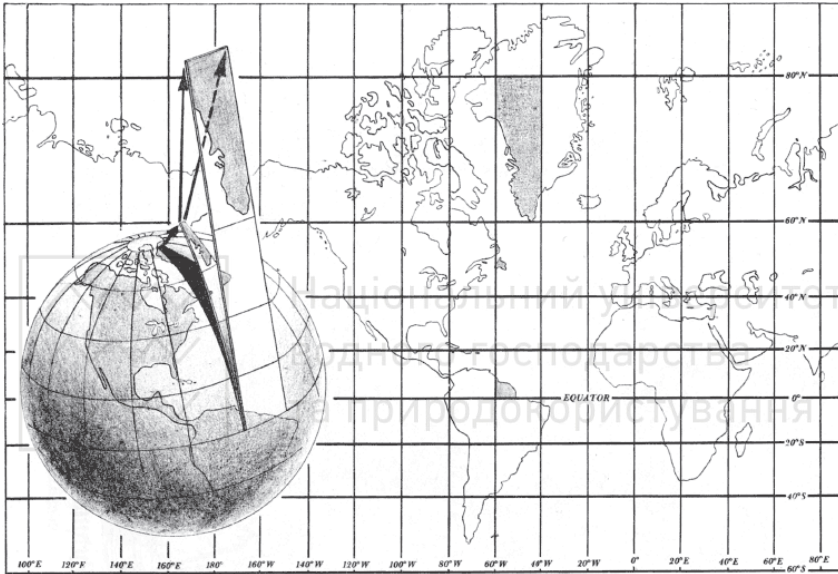 80°N
60°N
Національний університет
40°N
водного господарства
20°N
EQUATOR
0°
та природокористування
20°S
40°S
100°E 120°E 140°E 160°E 180° 160°W 140°W 120°W 100°W 80°W 60°W 40°W 20°W 0° 20°E 40°E 60°E 80°E
60°S